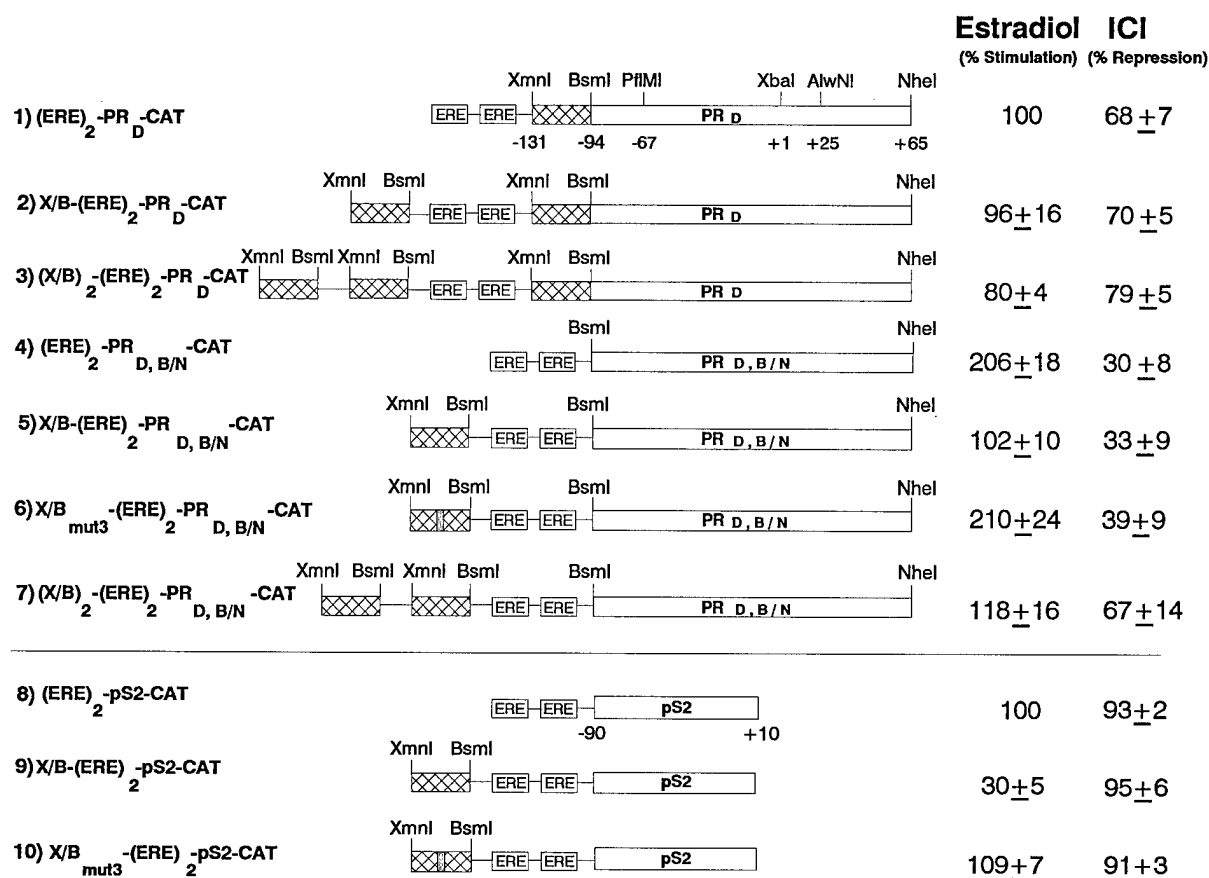 Estradiol ICI
(% Stimulation) (% Repression)
XmnI BsmI PflMI XbaI AlwNI NheI
1) (ERE)2-PRD-CAT ERE ERE PR D 100 68 ± 7
-131 -94 -67 +1 +25 +65
XmnI BsmI XmnI BsmI NheI
2) X/B-(ERE)2-PRD-CAT ERE ERE PR D 96 ± 16 70 ± 5
XmnI BsmI XmnI BsmI XmnI BsmI NheI
3) (X/B)2-(ERE)2-PRD-CAT ERE ERE PR D 80 ± 4 79 ± 5
BsmI NheI
4) (ERE)2-PRD, B/N-CAT ERE ERE PR D, B/N 206 ± 18 30 ± 8
XmnI BsmI BsmI NheI
5) X/B-(ERE)2-PRD, B/N-CAT ERE ERE PR D, B/N 102 ± 10 33 ± 9
XmnI BsmI BsmI NheI
6) X/Bmut3-(ERE)2-PRD, B/N-CAT ERE ERE PR D, B/N 210 ± 24 39 ± 9
XmnI BsmI XmnI BsmI BsmI NheI
7) (X/B)2-(ERE)2-PRD, B/N-CAT ERE ERE PR D, B/N 118 ± 16 67 ± 14
8) (ERE)2-pS2-CAT ERE ERE pS2 100 93 ± 2
-90 +10
XmnI BsmI
9) X/B-(ERE)2-pS2-CAT ERE ERE pS2 30 ± 5 95 ± 6
XmnI BsmI
10) X/Bmut3-(ERE)2-pS2-CAT ERE ERE pS2 109+7 91+3